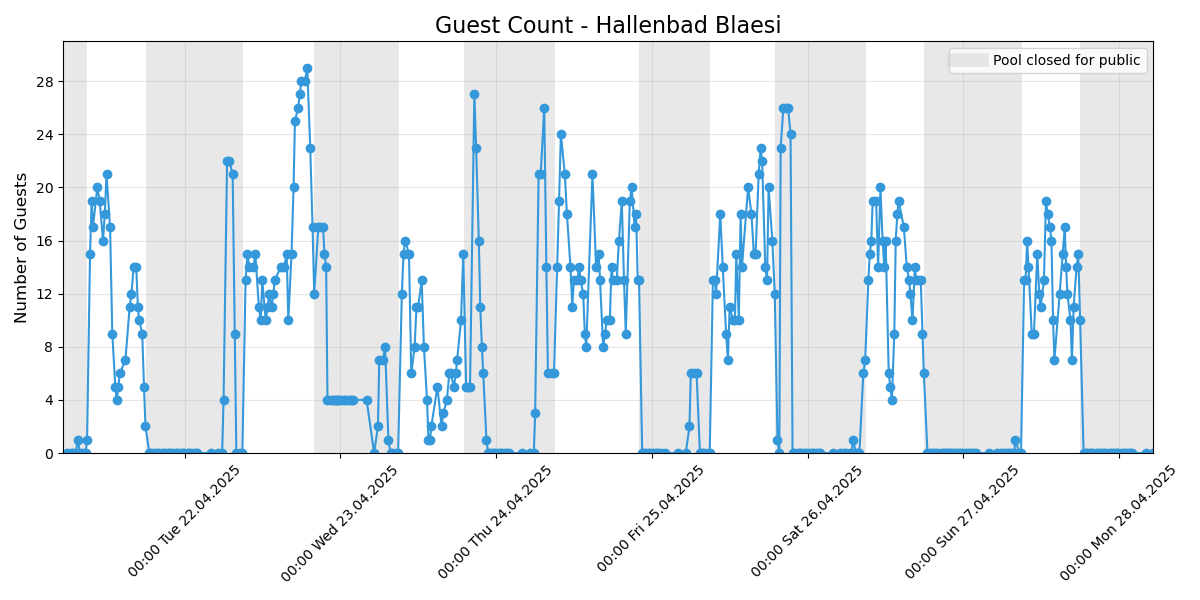 Guest Count - Hallenbad Blaesi
Pool closed for public
Number of Guests
28
24
20
16
12
8
4
0
00:00 Tue 22.04.2025
00:00 Wed 23.04.2025
00:00 Thu 24.04.2025
00:00 Fri 25.04.2025
00:00 Sat 26.04.2025
00:00 Sun 27.04.2025
00:00 Mon 28.04.2025